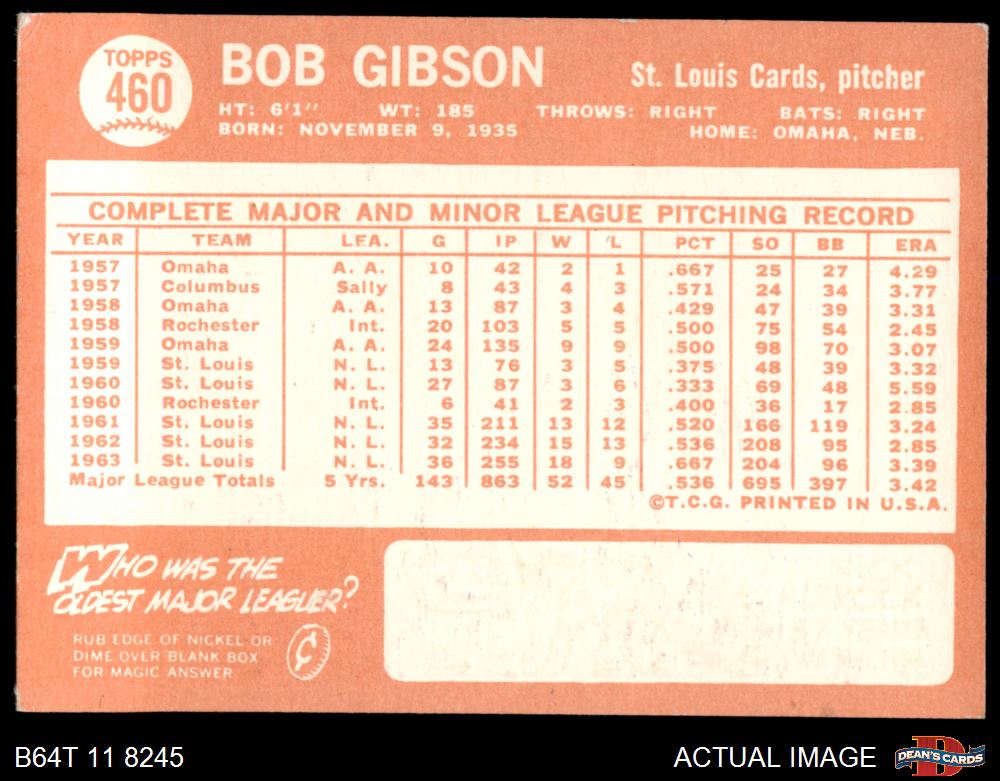 TOPPS
460
BOB GIBSON
St. Louis Cards, pitcher
HT: 6'1" WT: 185 THROWS: RIGHT BATS: RIGHT
BORN: NOVEMBER 9, 1935 HOME: OMAHA, NEB.
COMPLETE MAJOR AND MINOR LEAGUE PITCHING RECORD
YEAR TEAM LEA. G IP W L PCT SO BB ERA
1957 Omaha A. A. 10 42 2 1 .667 25 27 4.29
1957 Columbus Sally 8 43 4 3 .571 24 34 3.77
1958 Omaha A. A. 13 87 3 4 .429 47 39 3.31
1958 Rochester Int. 20 103 5 5 .500 75 54 2.45
1959 Omaha A. A. 24 135 9 9 .500 98 70 3.07
1959 St. Louis N. L. 13 76 3 5 .375 48 39 3.32
1960 St. Louis N. L. 27 87 3 6 .333 69 48 5.59
1960 Rochester Int. 6 41 2 3 .400 36 17 2.85
1961 St. Louis N. L. 35 211 13 12 .520 166 119 3.24
1962 St. Louis N. L. 32 234 15 13 .536 208 95 2.85
1963 St. Louis N. L. 36 255 18 9 .667 204 96 3.39
Major League Totals 5 Yrs. 143 863 52 45 .536 695 397 3.42
©T.C.G. PRINTED IN U.S.A.
WHO WAS THE
OLDEST MAJOR LEAGUER?
RUB EDGE OF NICKEL OR
DIME OVER BLANK BOX
FOR MAGIC ANSWER
¢
B64T 11 8245
ACTUAL IMAGE
DEAN'S CARDS